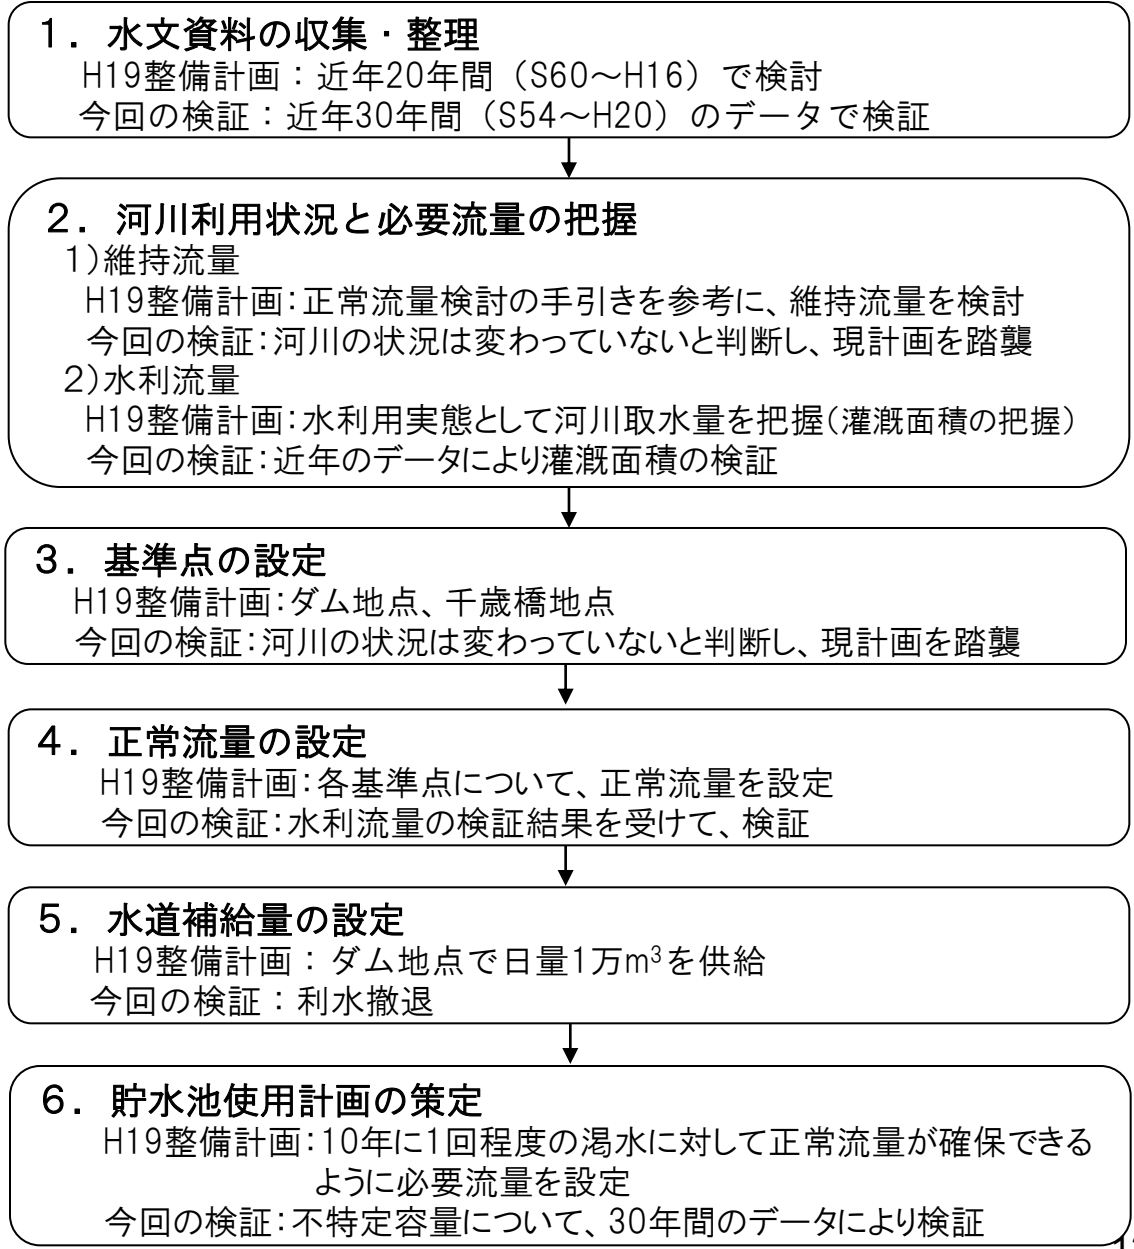 １．水文資料の収集・整理
H19整備計画：近年20年間（S60～H16）で検討
今回の検証：近年30年間（S54～H20）のデータで検証
２．河川利用状況と必要流量の把握
１)維持流量
H19整備計画：正常流量検討の手引きを参考に、維持流量を検討
今回の検証：河川の状況は変わっていないと判断し、現計画を踏襲
２)水利流量
H19整備計画：水利用実態として河川取水量を把握（灌漑面積の把握）
今回の検証：近年のデータにより灌漑面積の検証
３．基準点の設定
H19整備計画：ダム地点、千歳橋地点
今回の検証：河川の状況は変わっていないと判断し、現計画を踏襲
４．正常流量の設定
H19整備計画：各基準点について、正常流量を設定
今回の検証：水利流量の検証結果を受けて、検証
５．水道補給量の設定
H19整備計画：ダム地点で日量1万m³を供給
今回の検証：利水撤退
６．貯水池使用計画の策定
H19整備計画：10年に1回程度の渇水に対して正常流量が確保できる
ように必要流量を設定
今回の検証：不特定容量について、30年間のデータにより検証